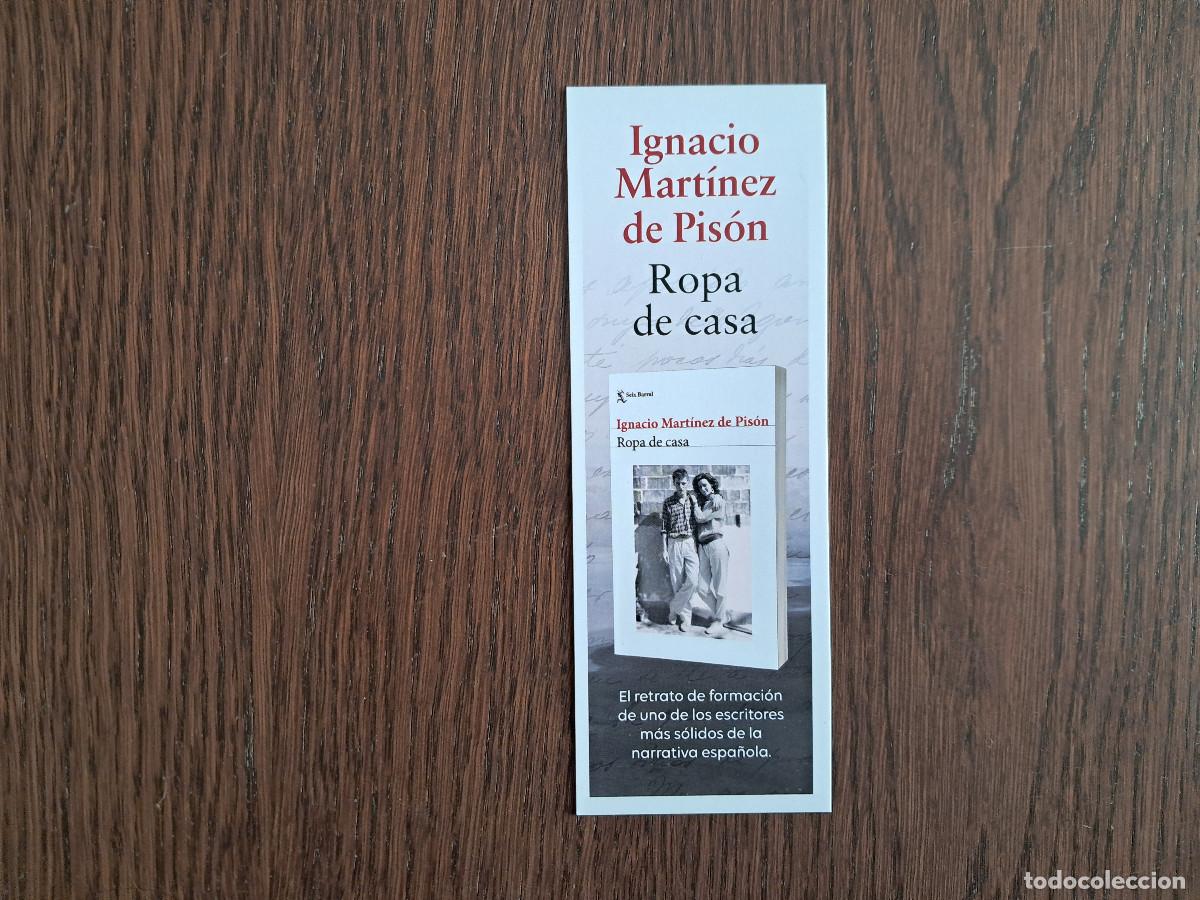 Ignacio
Martínez
de Pisón
Ropa
de casa
Seix Barral
Ignacio Martínez de Pisón
Ropa de casa
El retrato de formación
de uno de los escritores
más sólidos de la
narrativa española.
todocoleccion